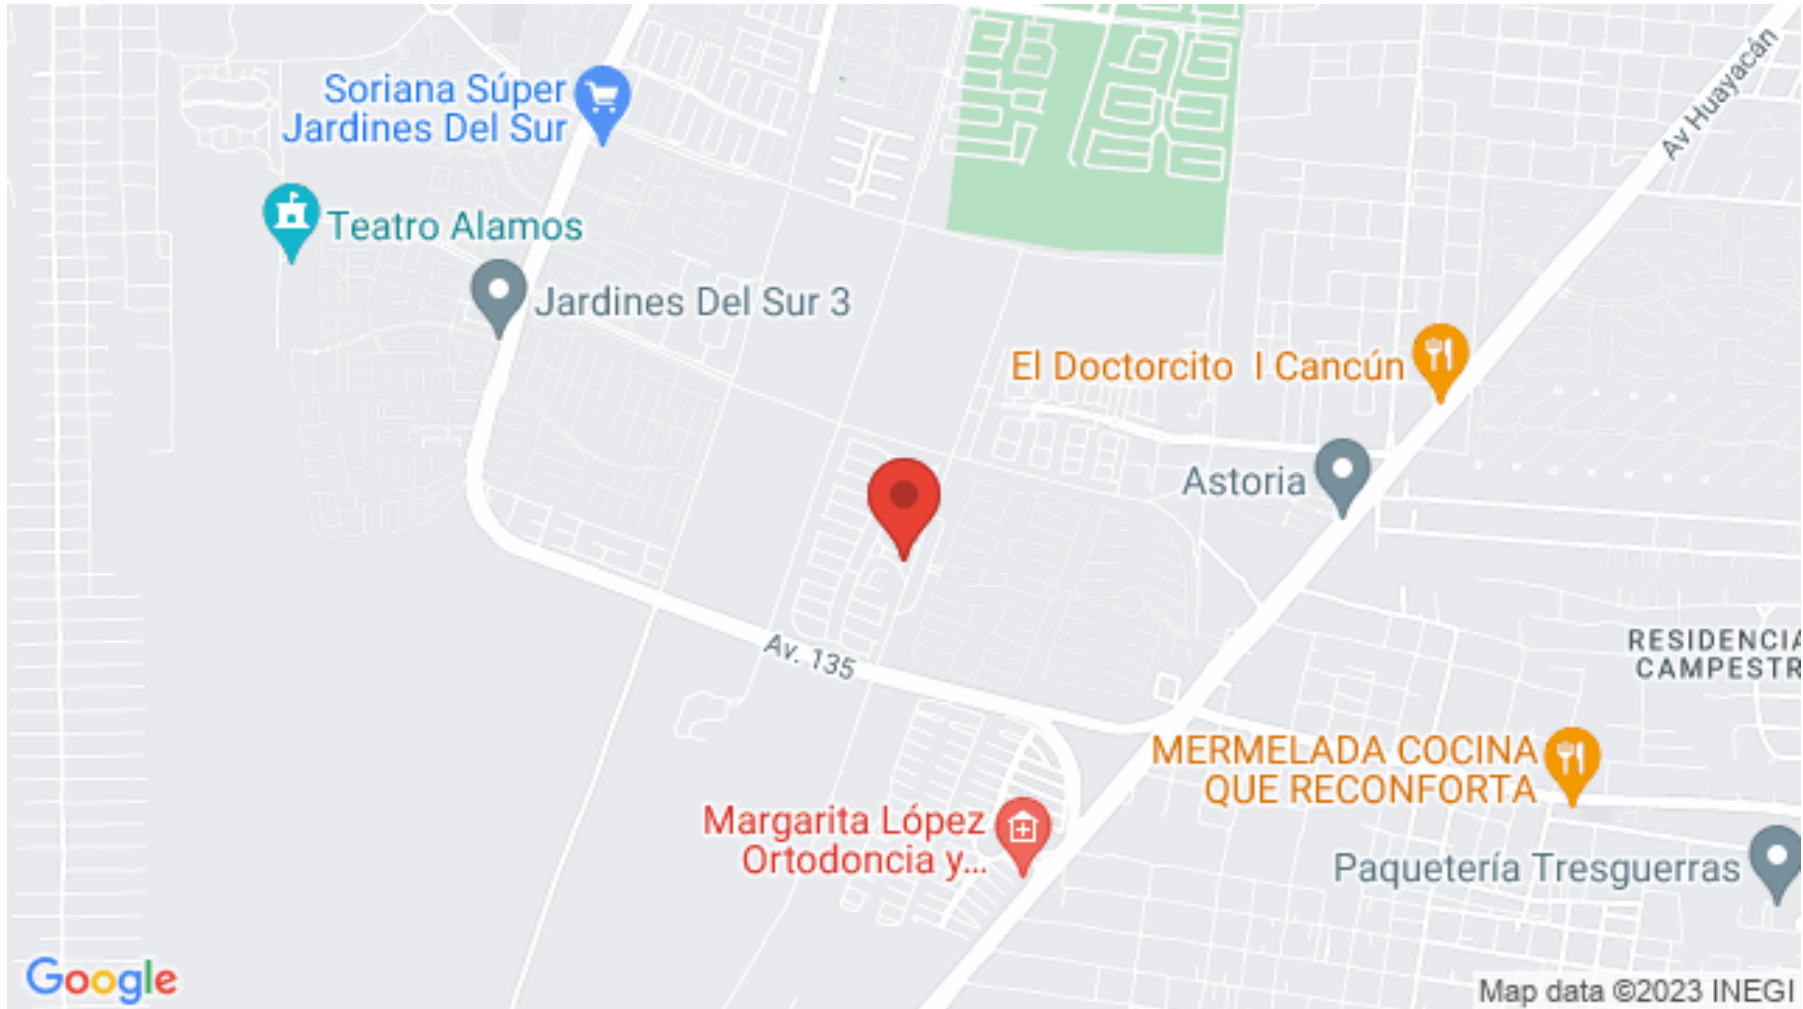 Av Huayacán
Soriana Súper
Jardines Del Sur
Teatro Alamos
Jardines Del Sur 3
El Doctorcito I Cancún
Astoria
Av. 135
RESIDENCIA
CAMPESTR
MERMELADA COCINA
QUE RECONFORTA
Margarita López
Ortodoncia y...
Paquetería Tresguerras
Google
Map data ©2023 INEGI